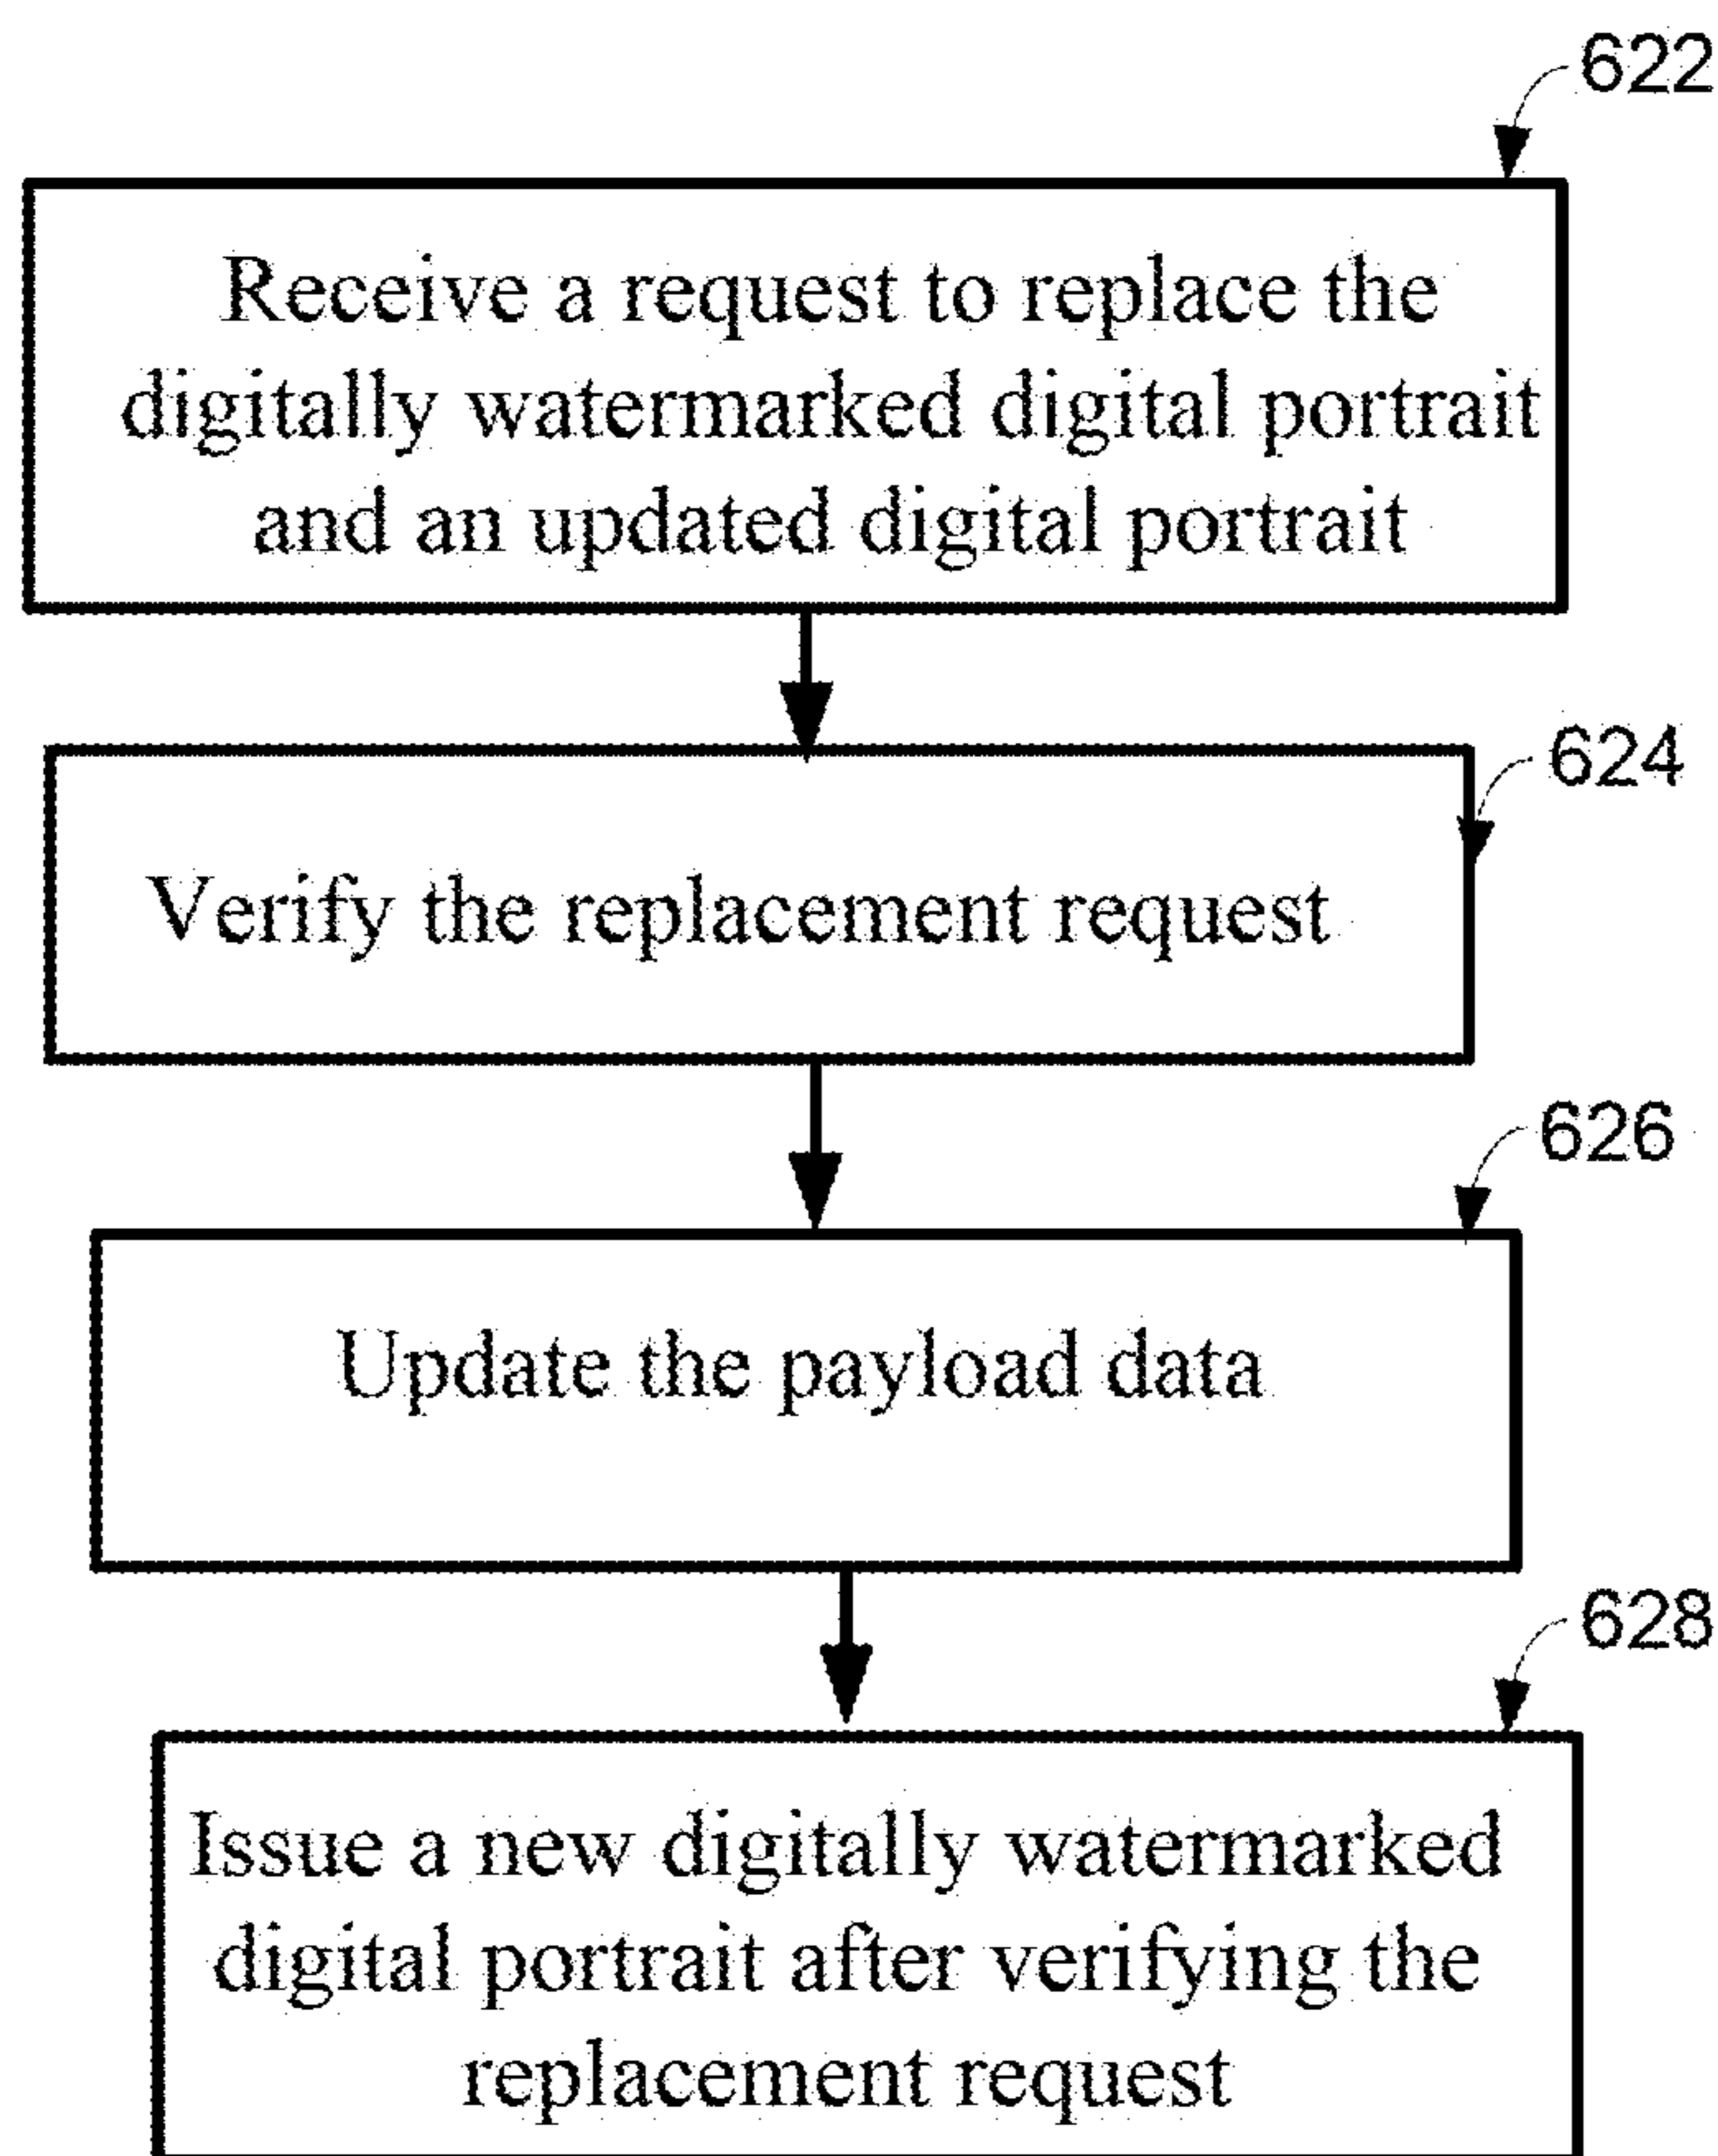 622
Receive a request to replace the
digitally watermarked digital portrait
and an updated digital portrait
624
Verify the replacement request
626
Update the payload data
628
Issue a new digitally watermarked
digital portrait after verifying the
replacement request